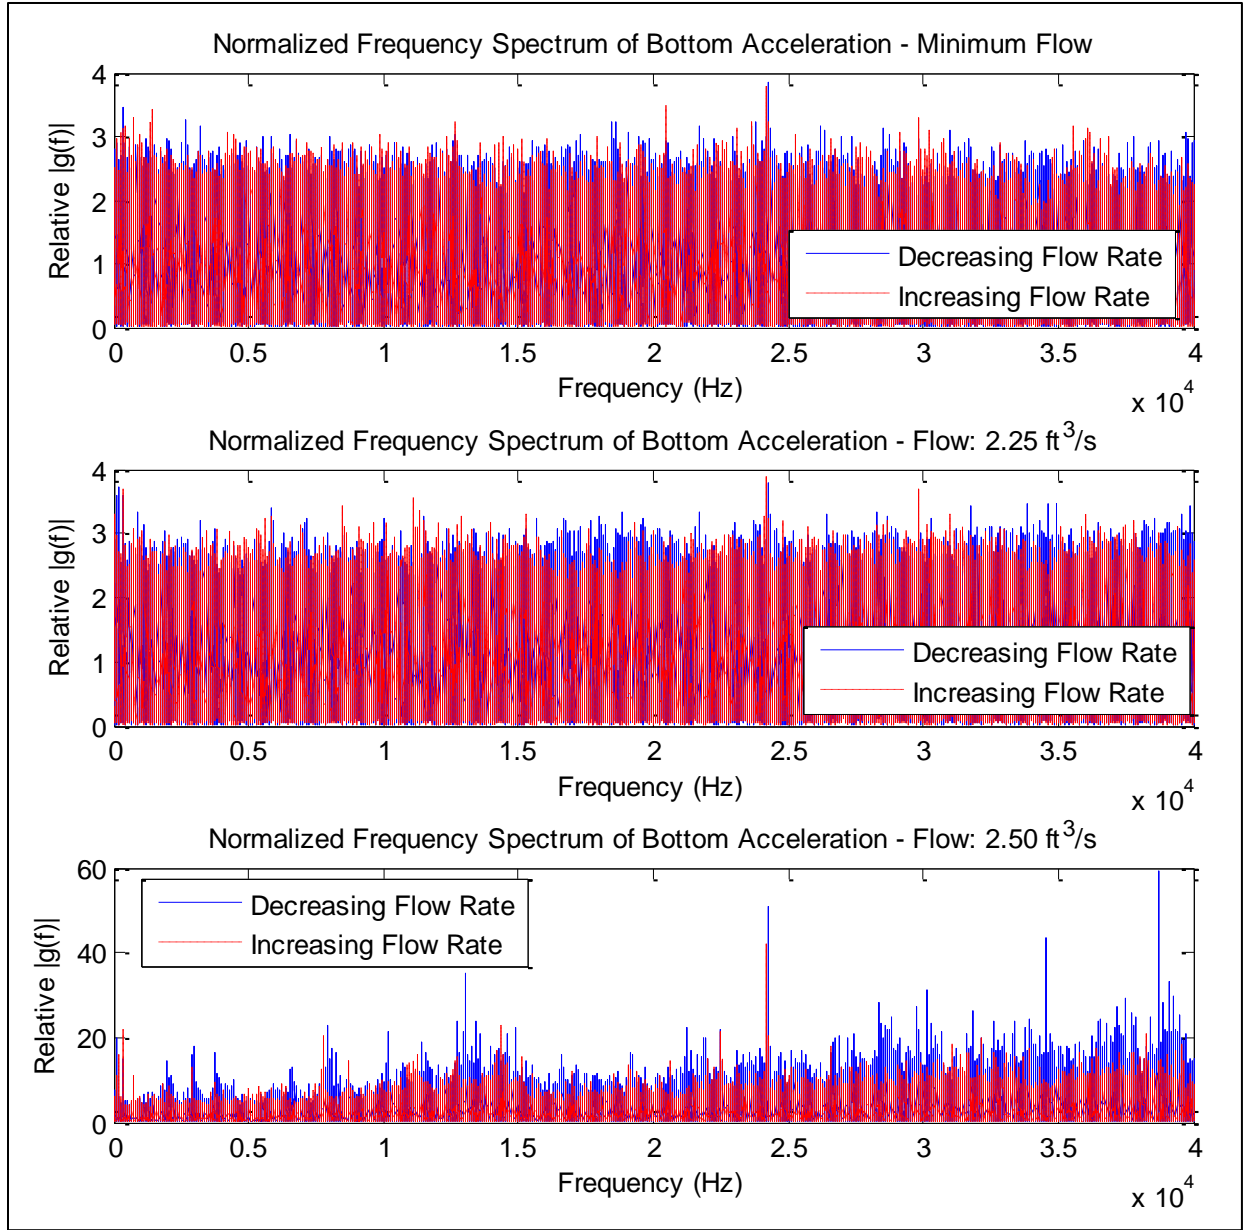 Normalized Frequency Spectrum of Bottom Acceleration - Minimum Flow
4
3
2
1
0
Relative |g(f)|
Decreasing Flow Rate
Increasing Flow Rate
0 0.5 1 1.5 2 2.5 3 3.5 4
Frequency (Hz)
x 10^4
Normalized Frequency Spectrum of Bottom Acceleration - Flow: 2.25 ft^3/s
4
3
2
1
0
Relative |g(f)|
Decreasing Flow Rate
Increasing Flow Rate
0 0.5 1 1.5 2 2.5 3 3.5 4
Frequency (Hz)
x 10^4
Normalized Frequency Spectrum of Bottom Acceleration - Flow: 2.50 ft^3/s
60
40
20
0
Relative |g(f)|
Decreasing Flow Rate
Increasing Flow Rate
0 0.5 1 1.5 2 2.5 3 3.5 4
Frequency (Hz)
x 10^4